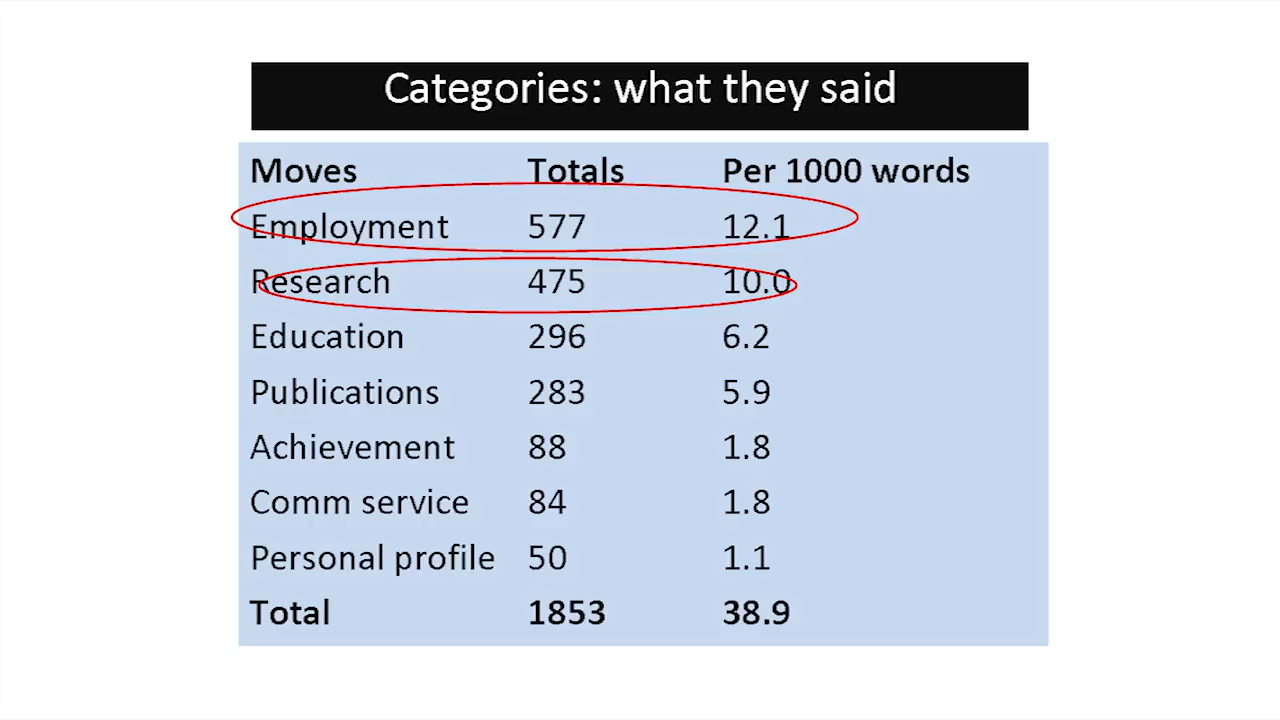 Categories: what they said
Moves Totals Per 1000 words
Employment 577 12.1
Research 475 10.0
Education 296 6.2
Publications 283 5.9
Achievement 88 1.8
Comm service 84 1.8
Personal profile 50 1.1
Total 1853 38.9